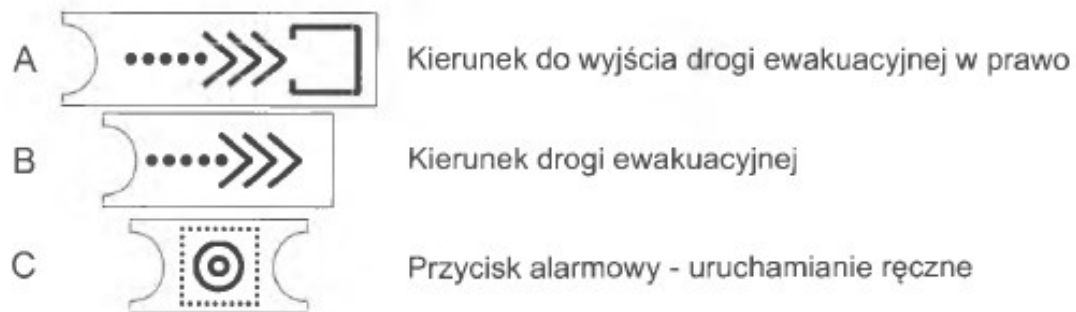 A Kierunek do wyjścia drogi ewakuacyjnej w prawo
B Kierunek drogi ewakuacyjnej
C Przycisk alarmowy - uruchamianie ręczne